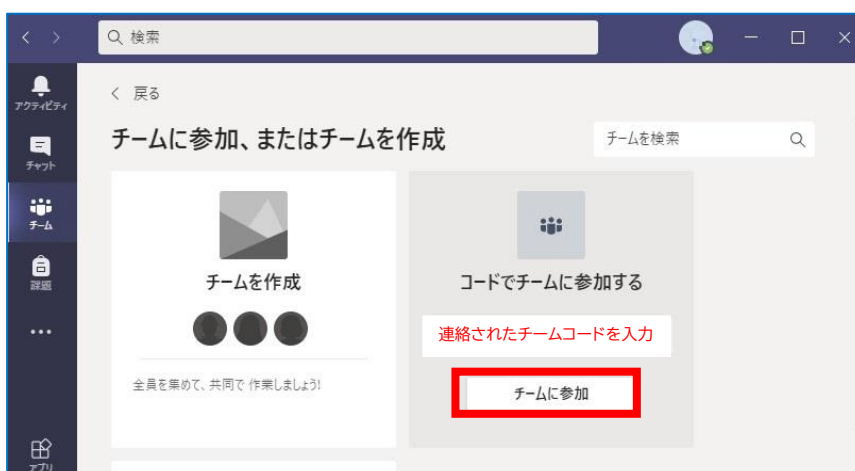 検索
アクティビティ
チャット
チーム
課題
アプリ
戻る
チームに参加、またはチームを作成
チームを検索
チームを作成
全員を集めて、共同で 作業しましょう!
コードでチームに参加する
連絡されたチームコードを入力
チームに参加